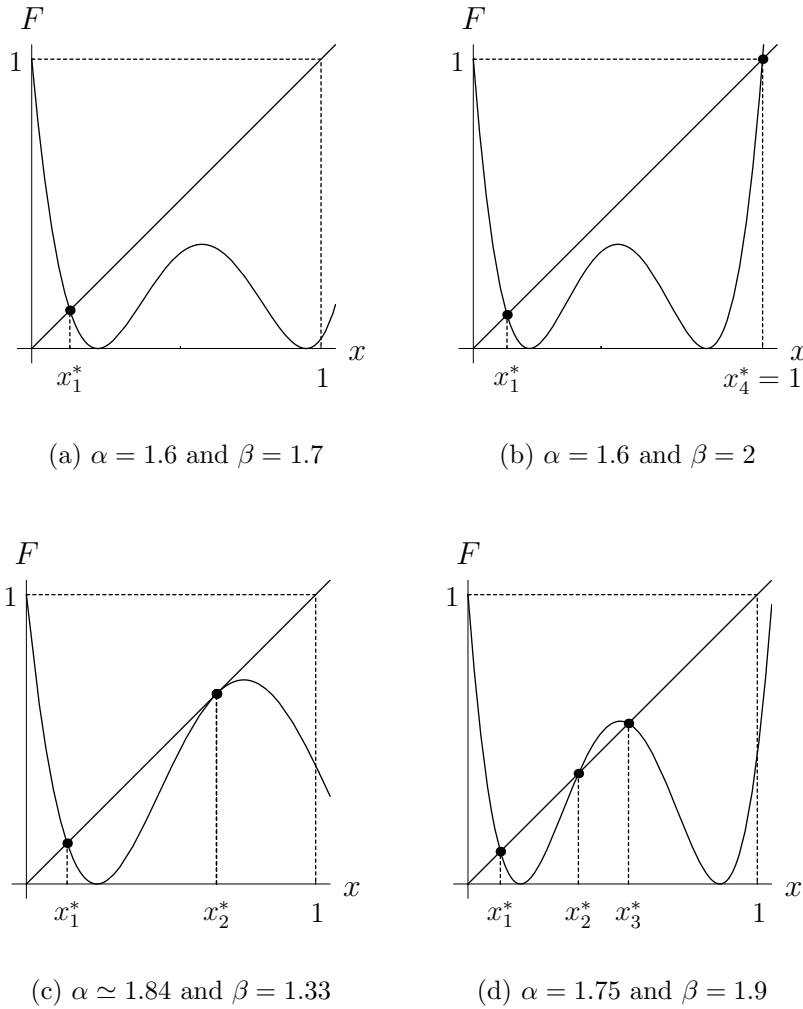 F
1
x
x₁*
1
(a) α = 1.6 and β = 1.7
F
1
x
x₁*
x₄* = 1
(b) α = 1.6 and β = 2
F
1
x
x₁*
x₂*
1
(c) α ≃ 1.84 and β = 1.33
F
1
x
x₁*
x₂*
x₃*
1
(d) α = 1.75 and β = 1.9